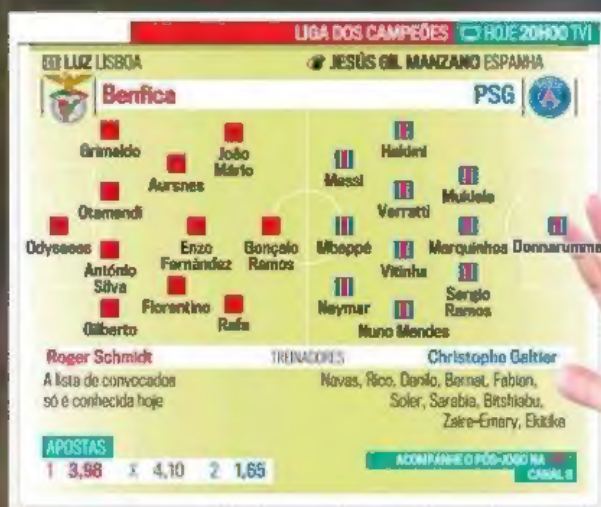 LIGA DOS CAMPEÕES HOJE 20H00 TVI
LUZ LISBOA
JESÚS GIL MANZANO ESPANHA
Benfica
PSG
Grimaldo
João
Mário
Aursnes
Otamendi
Odysseas
Enzo
Fernández
Gonçalo
Ramos
António
Silva
Florentino
Gilberto
Rafa
Hakimi
Messi
Mukiele
Verratti
Mbappé
Marquinhos
Donnarumma
Vitinha
Neymar
Sergio
Ramos
Nuno Mendes
Roger Schmidt
TREINADORES
Christophe Galtier
A lista de convocados
só é conhecida hoje
Navas, Rico, Danilo, Bernat, Fabian,
Soler, Sarabia, Bitshiabu,
Zaire-Emery, Ekitike
APOSTAS
1 3,98 X 4,10 2 1,65
ACOMPANHE O PÓS-JOGO NA
CANAL 8